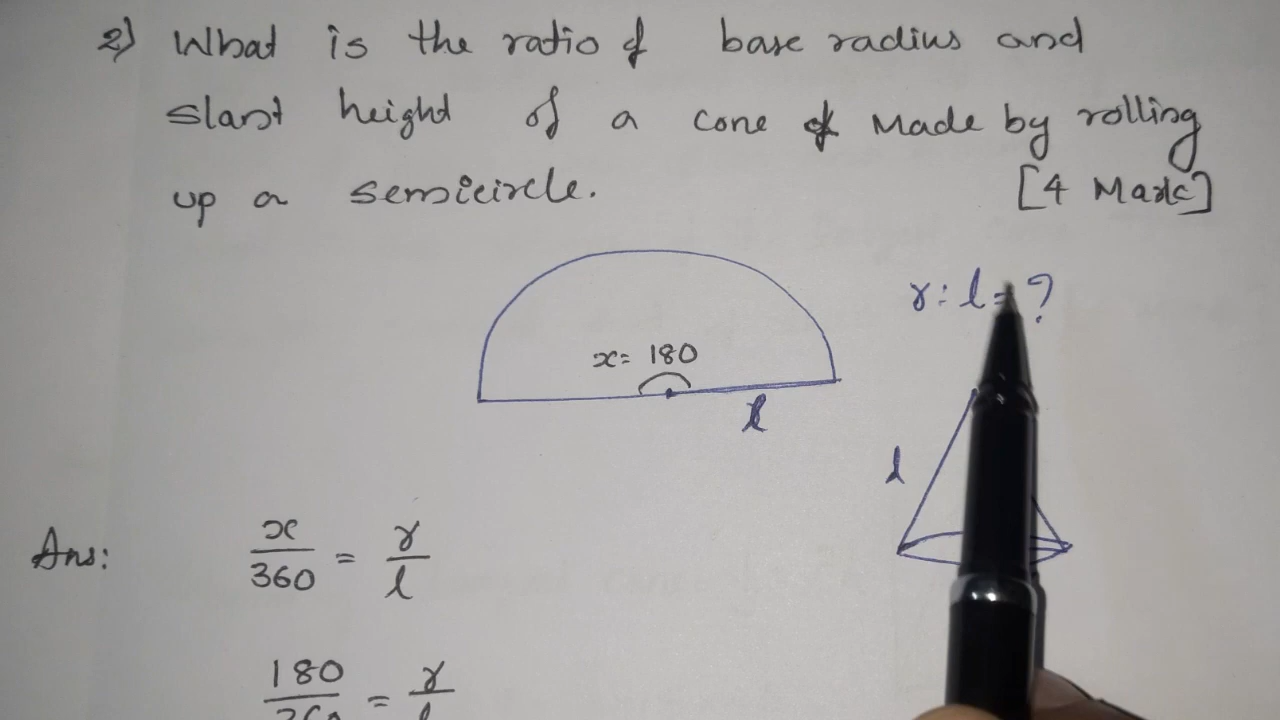 2) What is the ratio of base radius and
slant height of a cone of Made by rolling
up a semicircle. [4 Mark]
r : l = ?
x = 180
l
l
Ans: x/360 = r/l
180/360 = r/l